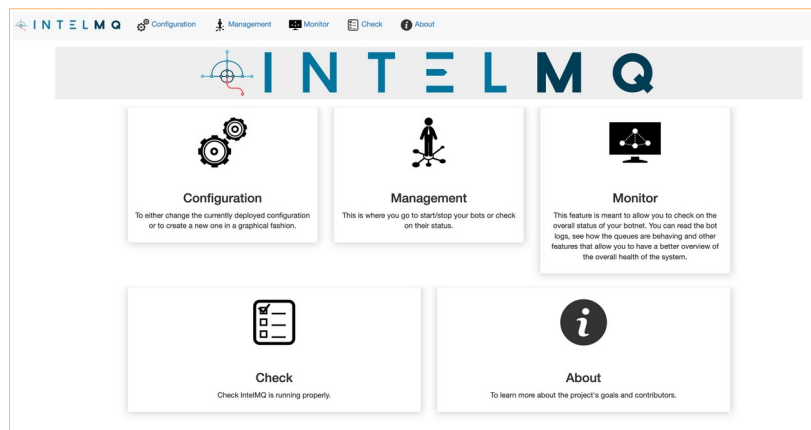 INTELMQ Configuration Management Monitor Check About
INTELMQ
Configuration
To either change the currently deployed configuration
or to create a new one in a graphical fashion.
Management
This is where you go to start/stop your bots or check
on their status.
Monitor
This feature is meant to allow you to check on the
overall status of your botnet. You can read the bot
logs, see how the queues are behaving and other
features that allow you to have a better overview of
the overall health of the system.
Check
Check IntelMQ is running properly.
About
To learn more about the project's goals and contributors.